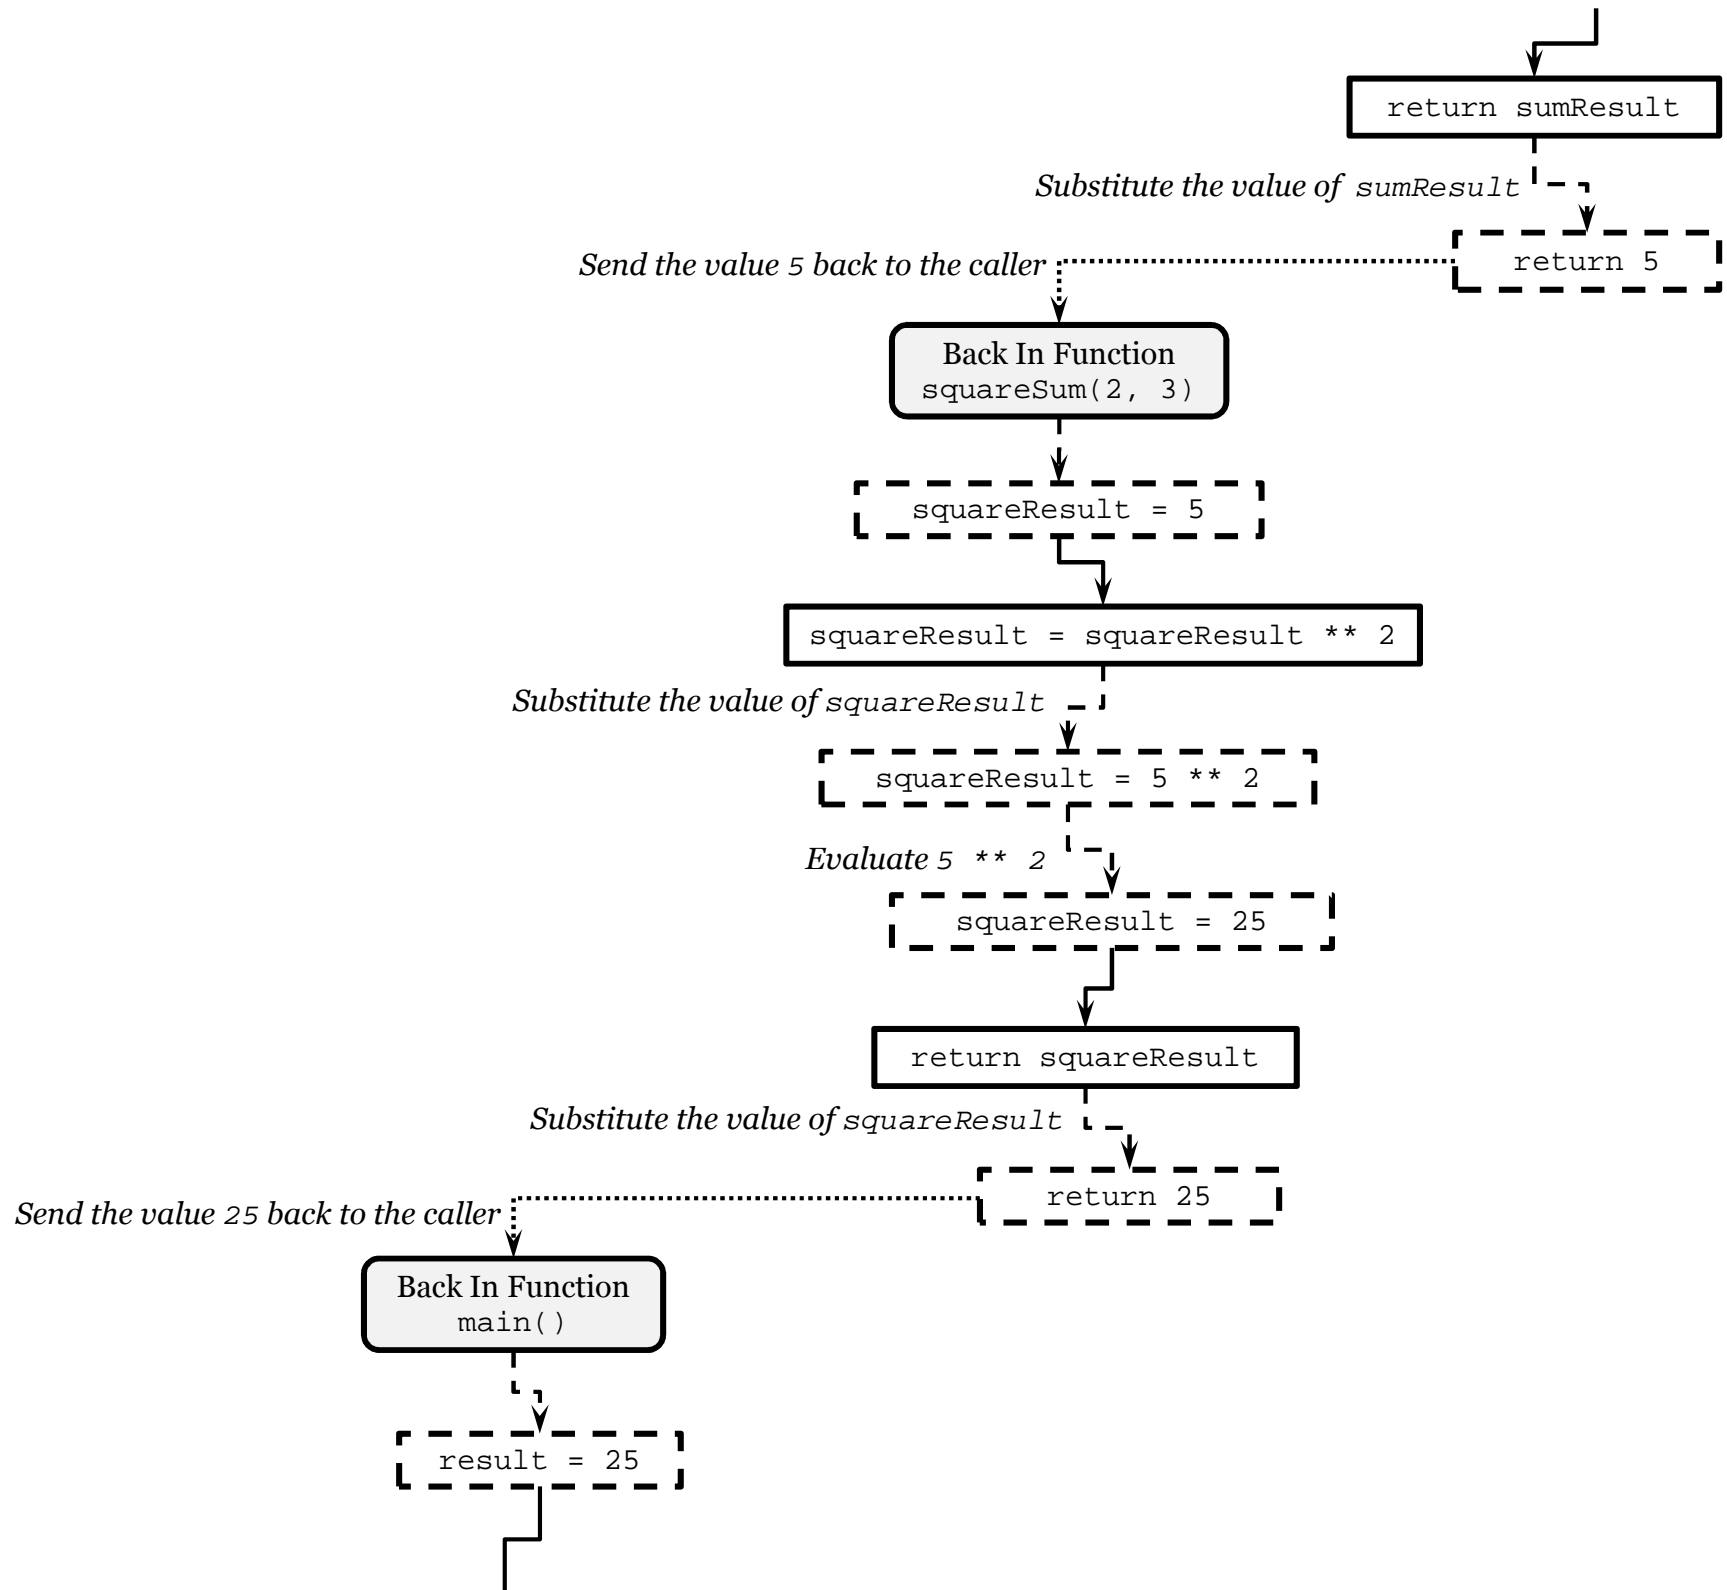 return sumResult
Substitute the value of sumResult
return 5
Send the value 5 back to the caller
Back In Function
squareSum(2, 3)
squareResult = 5
squareResult = squareResult ** 2
Substitute the value of squareResult
squareResult = 5 ** 2
Evaluate 5 ** 2
squareResult = 25
return squareResult
Substitute the value of squareResult
return 25
Send the value 25 back to the caller
Back In Function
main()
result = 25